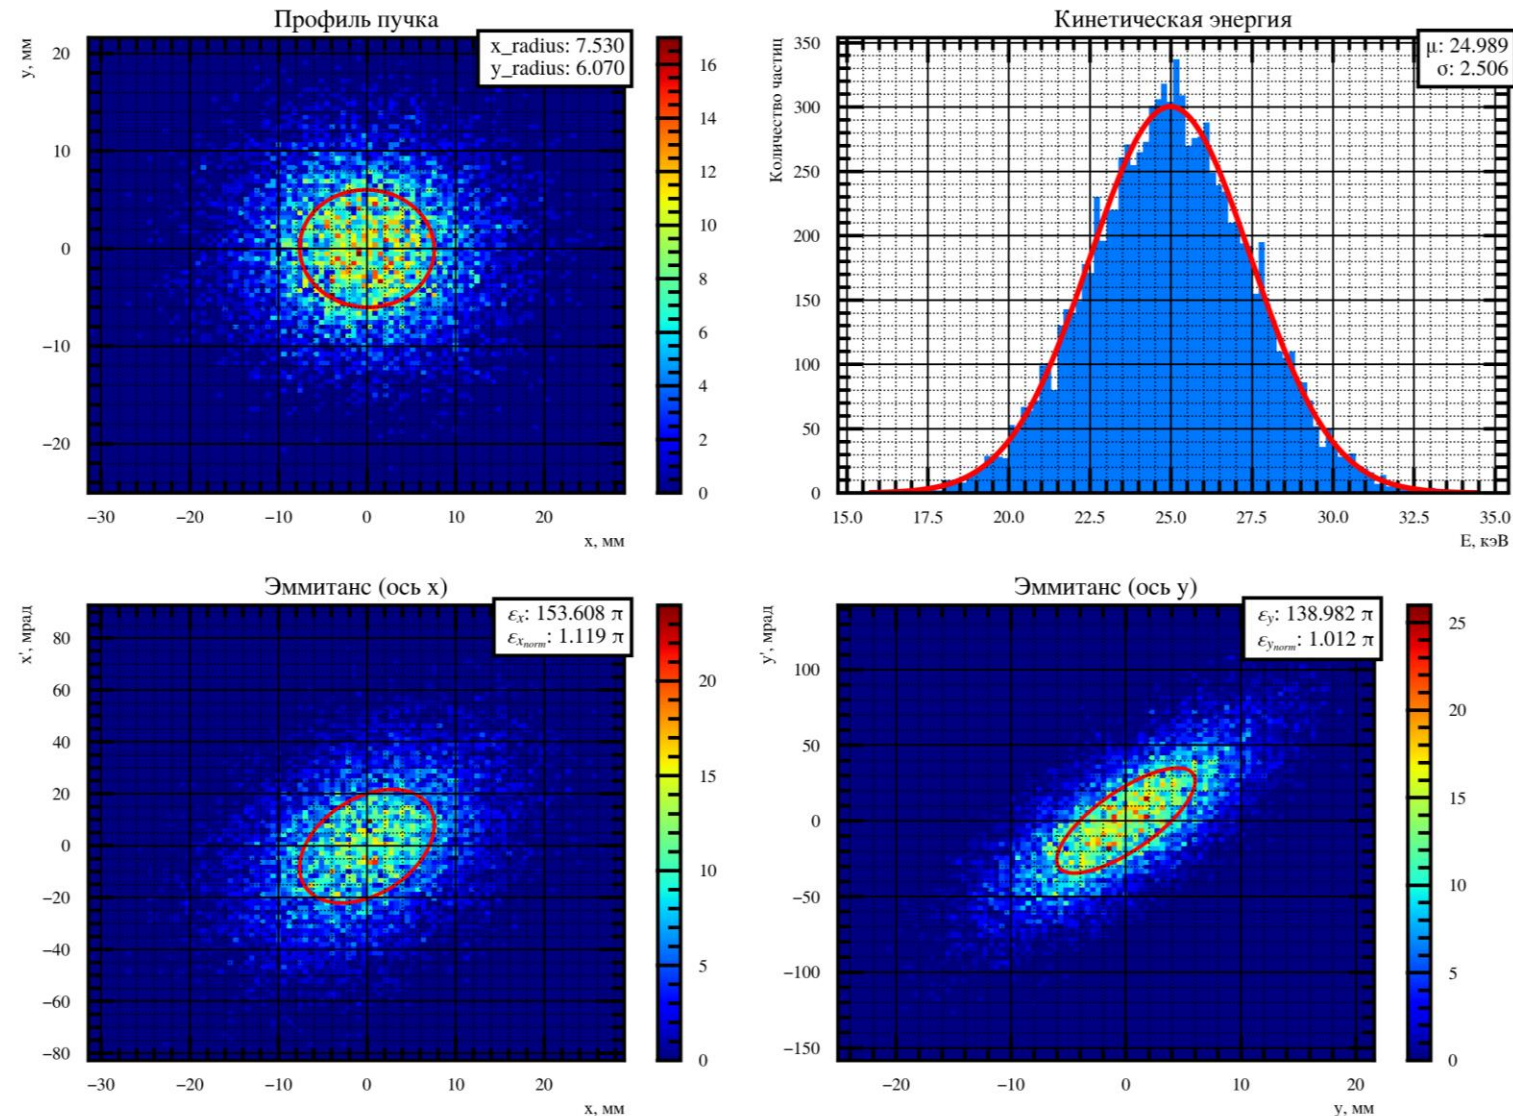 Профиль пучка
y, мм
x_radius: 7.530
y_radius: 6.070
20
10
0
−10
−20
−30 −20 −10 0 10 20
x, мм
16
14
12
10
8
6
4
2
0
Кинетическая энергия
Количество частиц
μ: 24.989
σ: 2.506
350
300
250
200
150
100
50
0
15.0 17.5 20.0 22.5 25.0 27.5 30.0 32.5 35.0
E, кэВ
Эммитанс (ось x)
x', мрад
εx: 153.608 π
εxnorm: 1.119 π
80
60
40
20
0
−20
−40
−60
−80
−30 −20 −10 0 10 20
x, мм
20
15
10
5
0
Эммитанс (ось y)
y', мрад
εy: 138.982 π
εynorm: 1.012 π
100
50
0
−50
−100
−150
−20 −10 0 10 20
y, мм
25
20
15
10
5
0